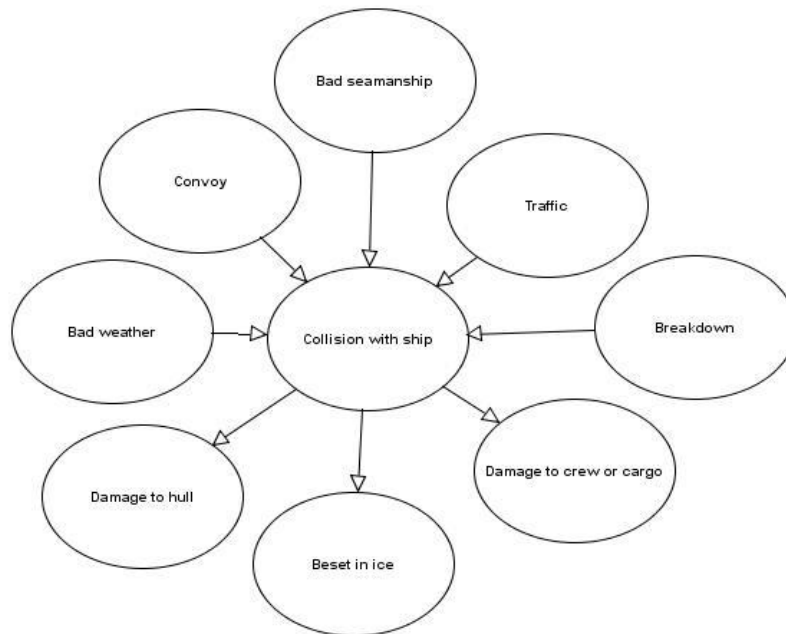 Bad seamanship
Convoy
Traffic
Bad weather
Collision with ship
Breakdown
Damage to hull
Damage to crew or cargo
Beset in ice